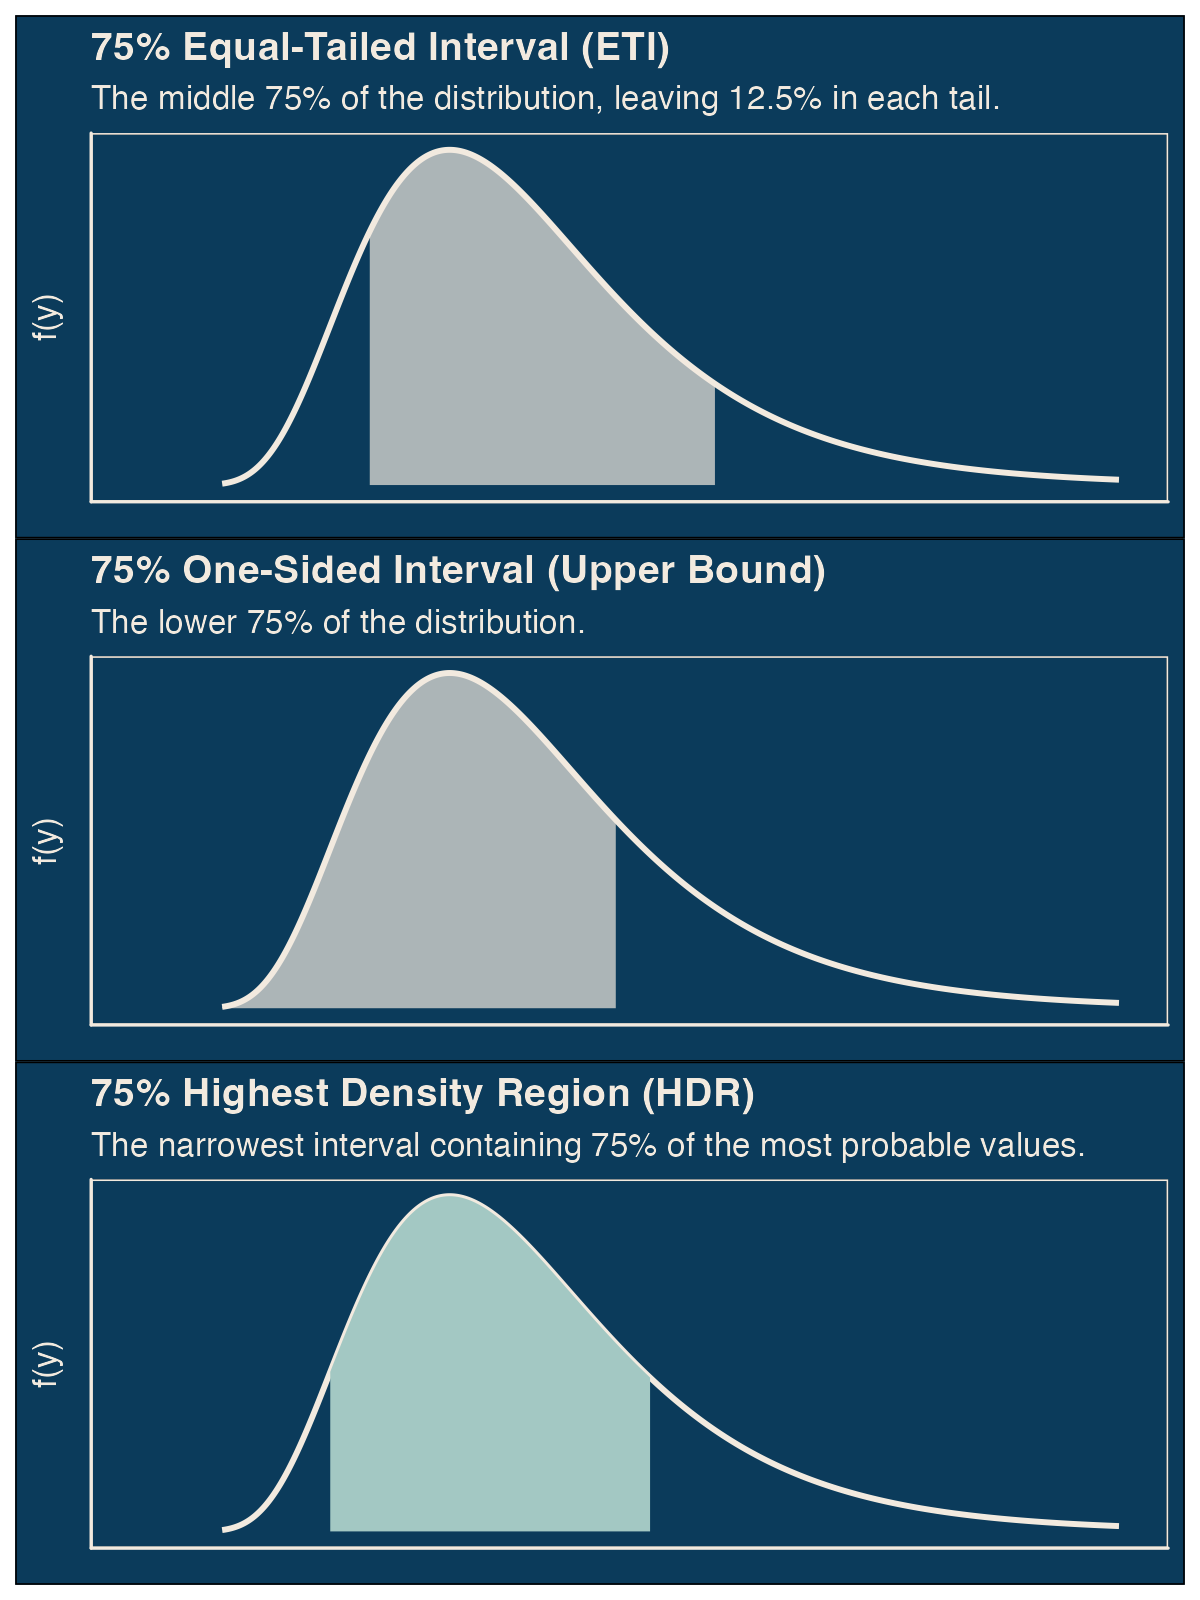 75% Equal-Tailed Interval (ETI)
The middle 75% of the distribution, leaving 12.5% in each tail.
f(y)
75% One-Sided Interval (Upper Bound)
The lower 75% of the distribution.
f(y)
75% Highest Density Region (HDR)
The narrowest interval containing 75% of the most probable values.
f(y)